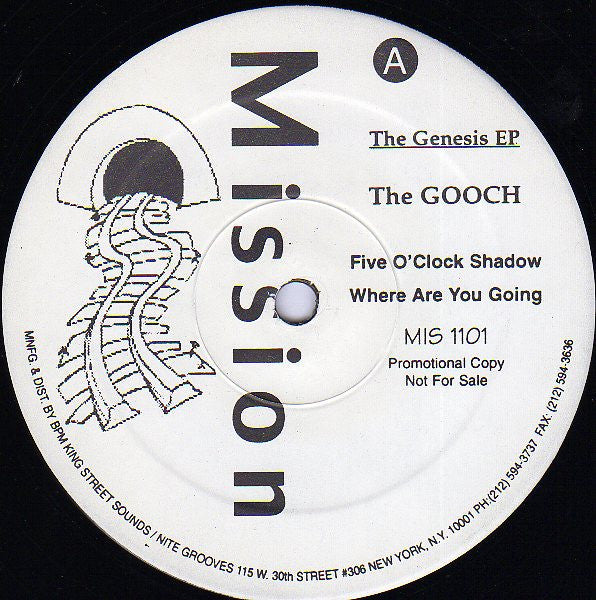 Mission
A
The Genesis EP
The GOOCH
Five O'Clock Shadow
Where Are You Going
MIS 1101
Promotional Copy
Not For Sale
MNFG. & DIST. BY BPM KING STREET SOUNDS / NITE GROOVES 115 W. 30th STREET #306 NEW YORK, N.Y. 10001 PH:(212) 594-3737 FAX: (212) 594-3636